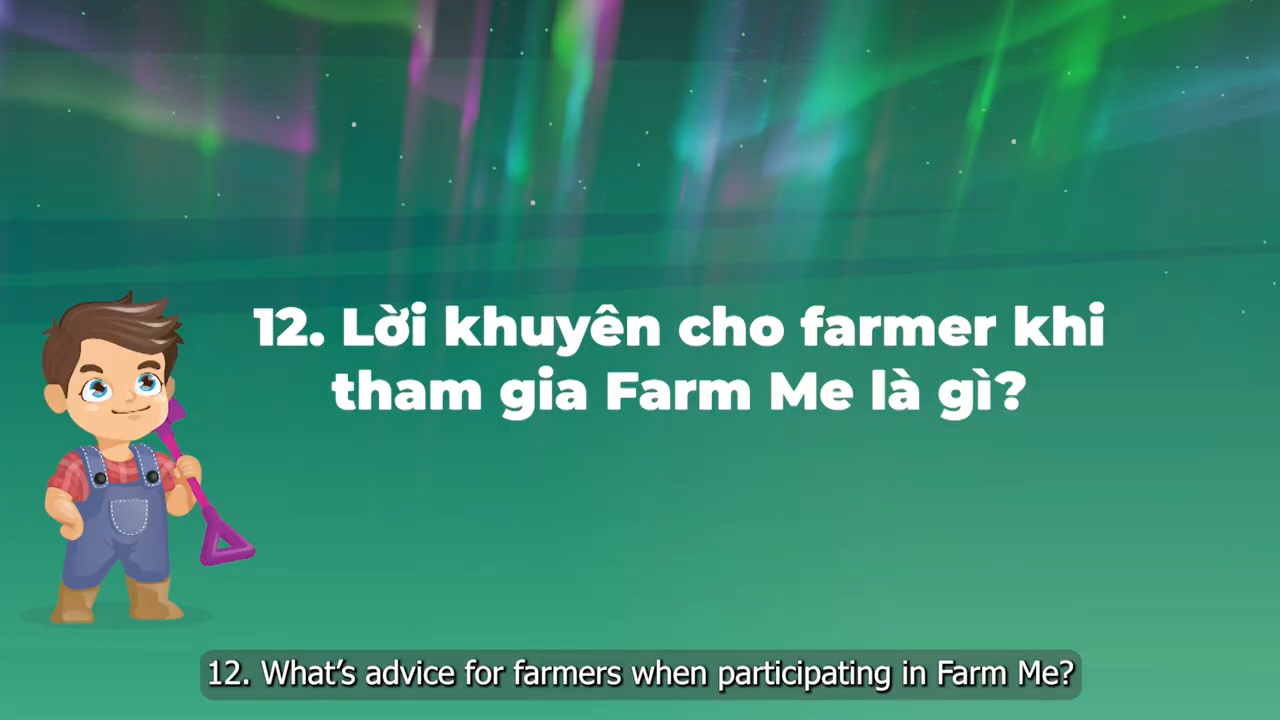 12. Lời khuyên cho farmer khi
tham gia Farm Me là gì?
12. What's advice for farmers when participating in Farm Me?